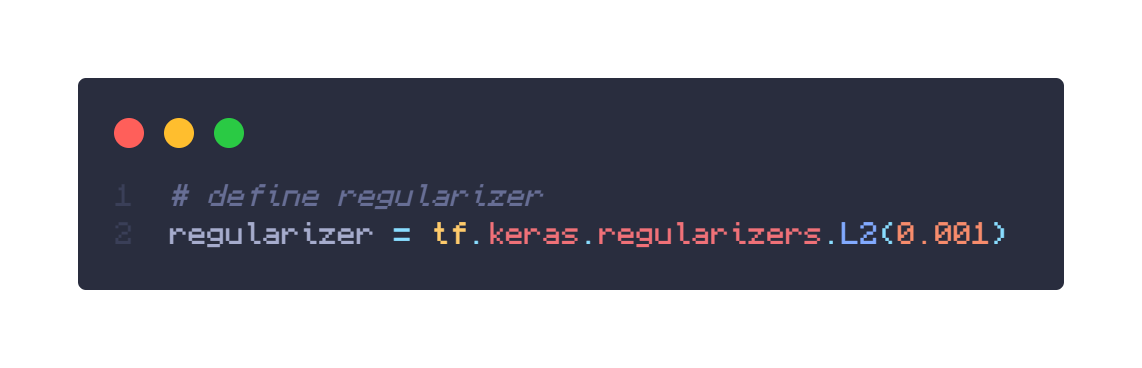 1 # define regularizer
2 regularizer = tf.keras.regularizers.L2(0.001)